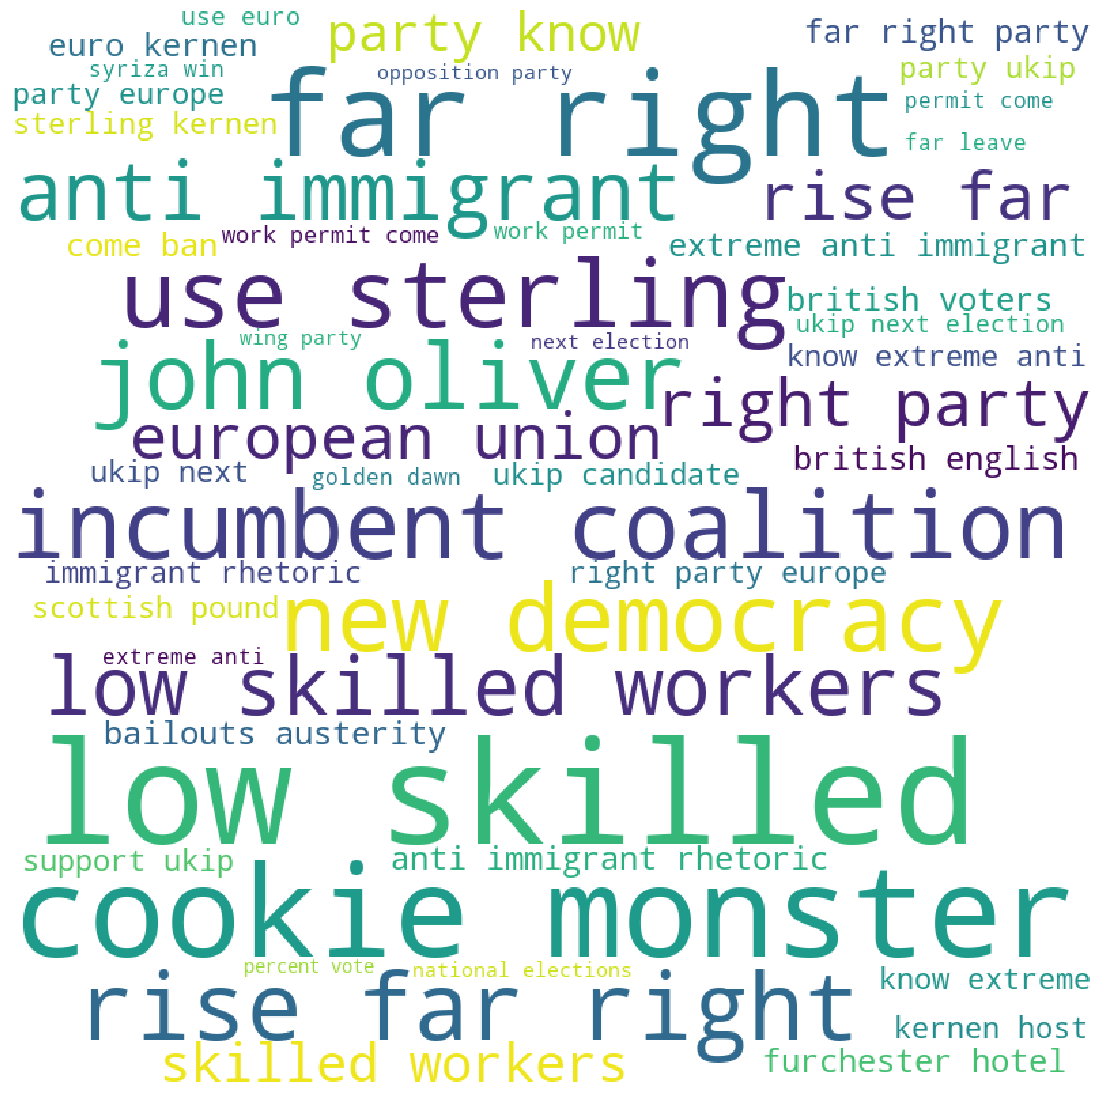 use euro
party know
far right party
euro kernen
syriza win
opposition party
party ukip
party europe
far right
permit come
sterling kernen
far leave
anti immigrant
rise far
come ban
work permit come
work permit
extreme anti immigrant
use sterling
british voters
ukip next election
wing party
next election
know extreme anti
john oliver
right party
european union
british english
ukip next
golden dawn
ukip candidate
incumbent coalition
immigrant rhetoric
right party europe
scottish pound
new democracy
extreme anti
low skilled workers
bailouts austerity
low skilled
support ukip
anti immigrant rhetoric
cookie monster
percent vote
national elections
know extreme
rise far right
kernen host
skilled workers
furchester hotel